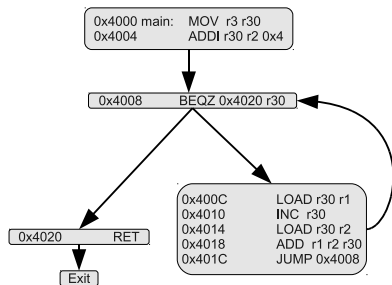 0x4000 main: MOV r3 r30
0x4004 ADDI r30 r2 0x4
0x4008 BEQZ 0x4020 r30
0x400C LOAD r30 r1
0x4010 INC r30
0x4014 LOAD r30 r2
0x4018 ADD r1 r2 r30
0x401C JUMP 0x4008
0x4020 RET
Exit